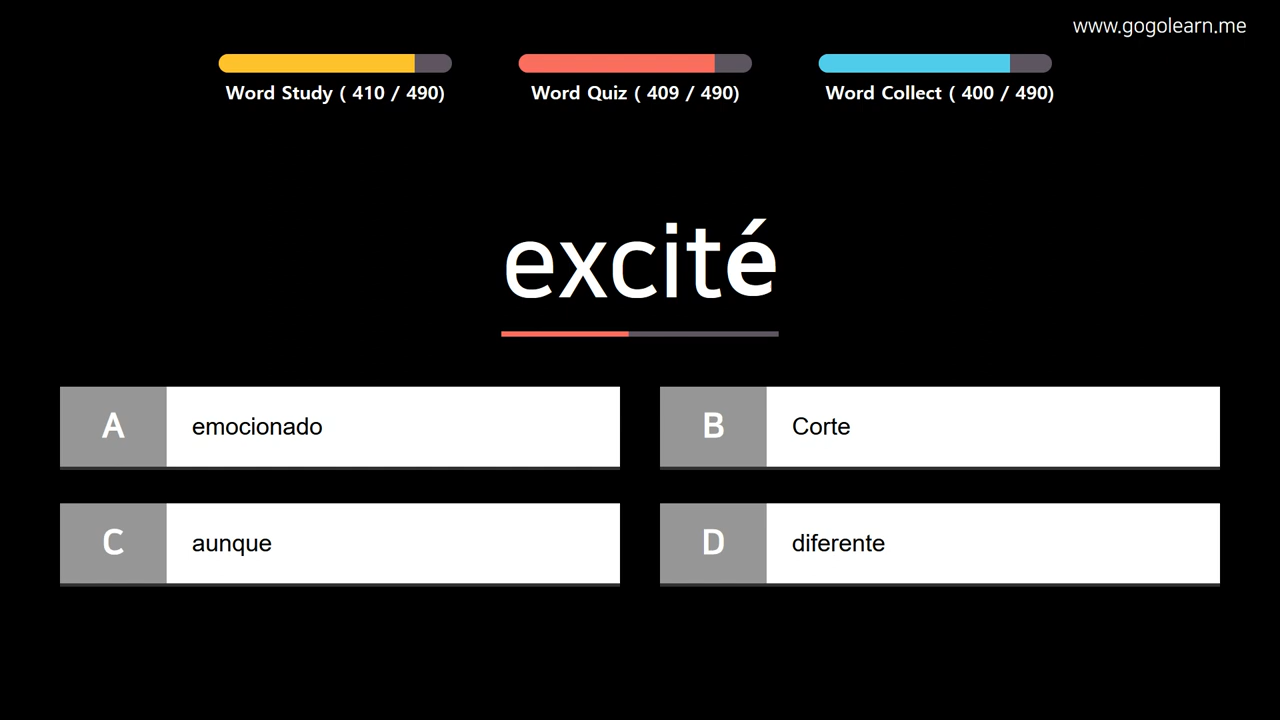 www.gogolearn.me
Word Study ( 410 / 490)
Word Quiz ( 409 / 490)
Word Collect ( 400 / 490)
excité
A emocionado
B Corte
C aunque
D diferente